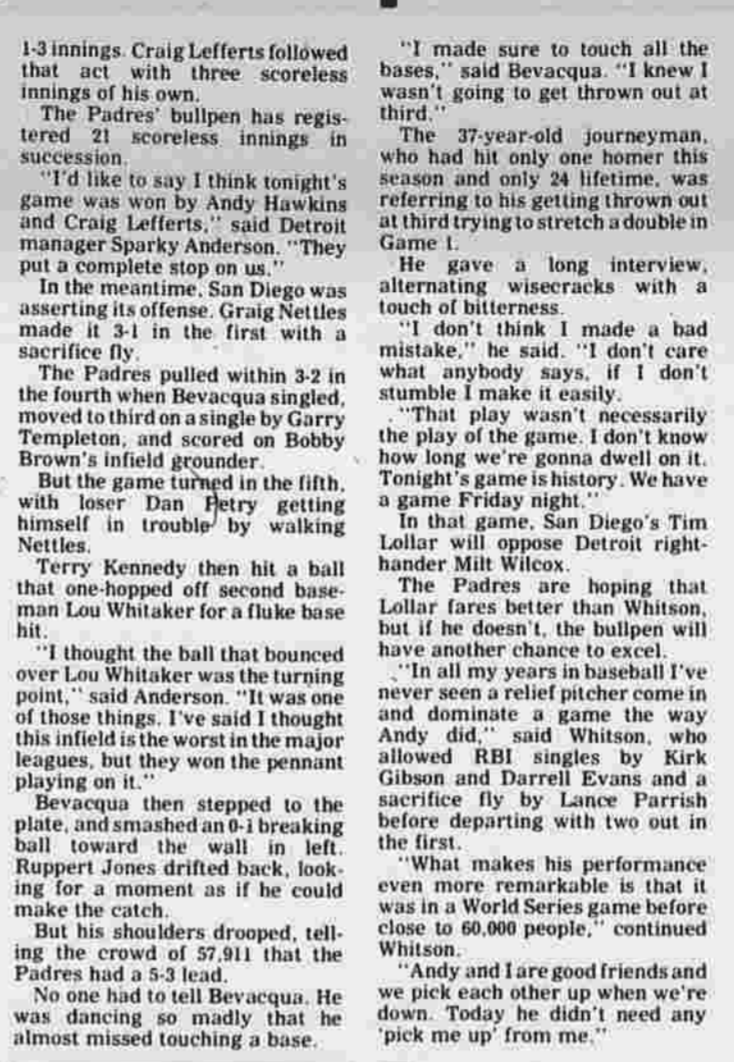 1-3 innings. Craig Lefferts followed
that act with three scoreless
innings of his own.
The Padres' bullpen has regis-
tered 21 scoreless innings in
succession.
"I'd like to say I think tonight's
game was won by Andy Hawkins
and Craig Lefferts," said Detroit
manager Sparky Anderson. "They
put a complete stop on us."
In the meantime, San Diego was
asserting its offense. Graig Nettles
made it 3-1 in the first with a
sacrifice fly.
The Padres pulled within 3-2 in
the fourth when Bevacqua singled,
moved to third on a single by Garry
Templeton, and scored on Bobby
Brown's infield grounder.
But the game turned in the fifth,
with loser Dan Petry getting
himself in trouble by walking
Nettles.
Terry Kennedy then hit a ball
that one-hopped off second base-
man Lou Whitaker for a fluke base
hit.
"I thought the ball that bounced
over Lou Whitaker was the turning
point," said Anderson. "It was one
of those things. I've said I thought
this infield is the worst in the major
leagues, but they won the pennant
playing on it."
Bevacqua then stepped to the
plate, and smashed an 0-1 breaking
ball toward the wall in left.
Ruppert Jones drifted back, look-
ing for a moment as if he could
make the catch.
But his shoulders drooped, tell-
ing the crowd of 57,911 that the
Padres had a 5-3 lead.
No one had to tell Bevacqua. He
was dancing so madly that he
almost missed touching a base.
"I made sure to touch all the
bases," said Bevacqua. "I knew I
wasn't going to get thrown out at
third."
The 37-year-old journeyman,
who had hit only one homer this
season and only 24 lifetime, was
referring to his getting thrown out
at third trying to stretch a double in
Game 1.
He gave a long interview,
alternating wisecracks with a
touch of bitterness.
"I don't think I made a bad
mistake," he said. "I don't care
what anybody says, if I don't
stumble I make it easily.
"That play wasn't necessarily
the play of the game. I don't know
how long we're gonna dwell on it.
Tonight's game is history. We have
a game Friday night."
In that game, San Diego's Tim
Lollar will oppose Detroit right-
hander Milt Wilcox.
The Padres are hoping that
Lollar fares better than Whitson,
but if he doesn't, the bullpen will
have another chance to excel.
"In all my years in baseball I've
never seen a relief pitcher come in
and dominate a game the way
Andy did," said Whitson, who
allowed RBI singles by Kirk
Gibson and Darrell Evans and a
sacrifice fly by Lance Parrish
before departing with two out in
the first.
"What makes his performance
even more remarkable is that it
was in a World Series game before
close to 60,000 people," continued
Whitson.
"Andy and I are good friends and
we pick each other up when we're
down. Today he didn't need any
'pick me up' from me."